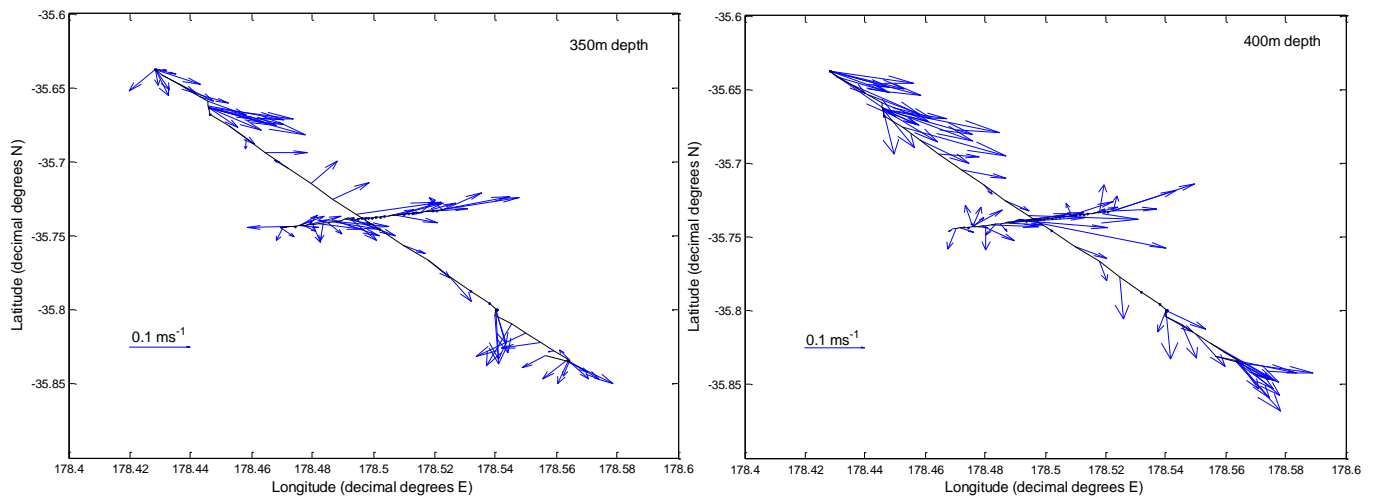 350m depth
-35.6
-35.65
-35.7
-35.75
-35.8
-35.85
Latitude (decimal degrees N)
0.1 ms⁻¹
178.4 178.42 178.44 178.46 178.48 178.5 178.52 178.54 178.56 178.58 178.6
Longitude (decimal degrees E)
400m depth
-35.6
-35.65
-35.7
-35.75
-35.8
-35.85
Latitude (decimal degrees N)
0.1 ms⁻¹
178.4 178.42 178.44 178.46 178.48 178.5 178.52 178.54 178.56 178.58 178.6
Longitude (decimal degrees E)